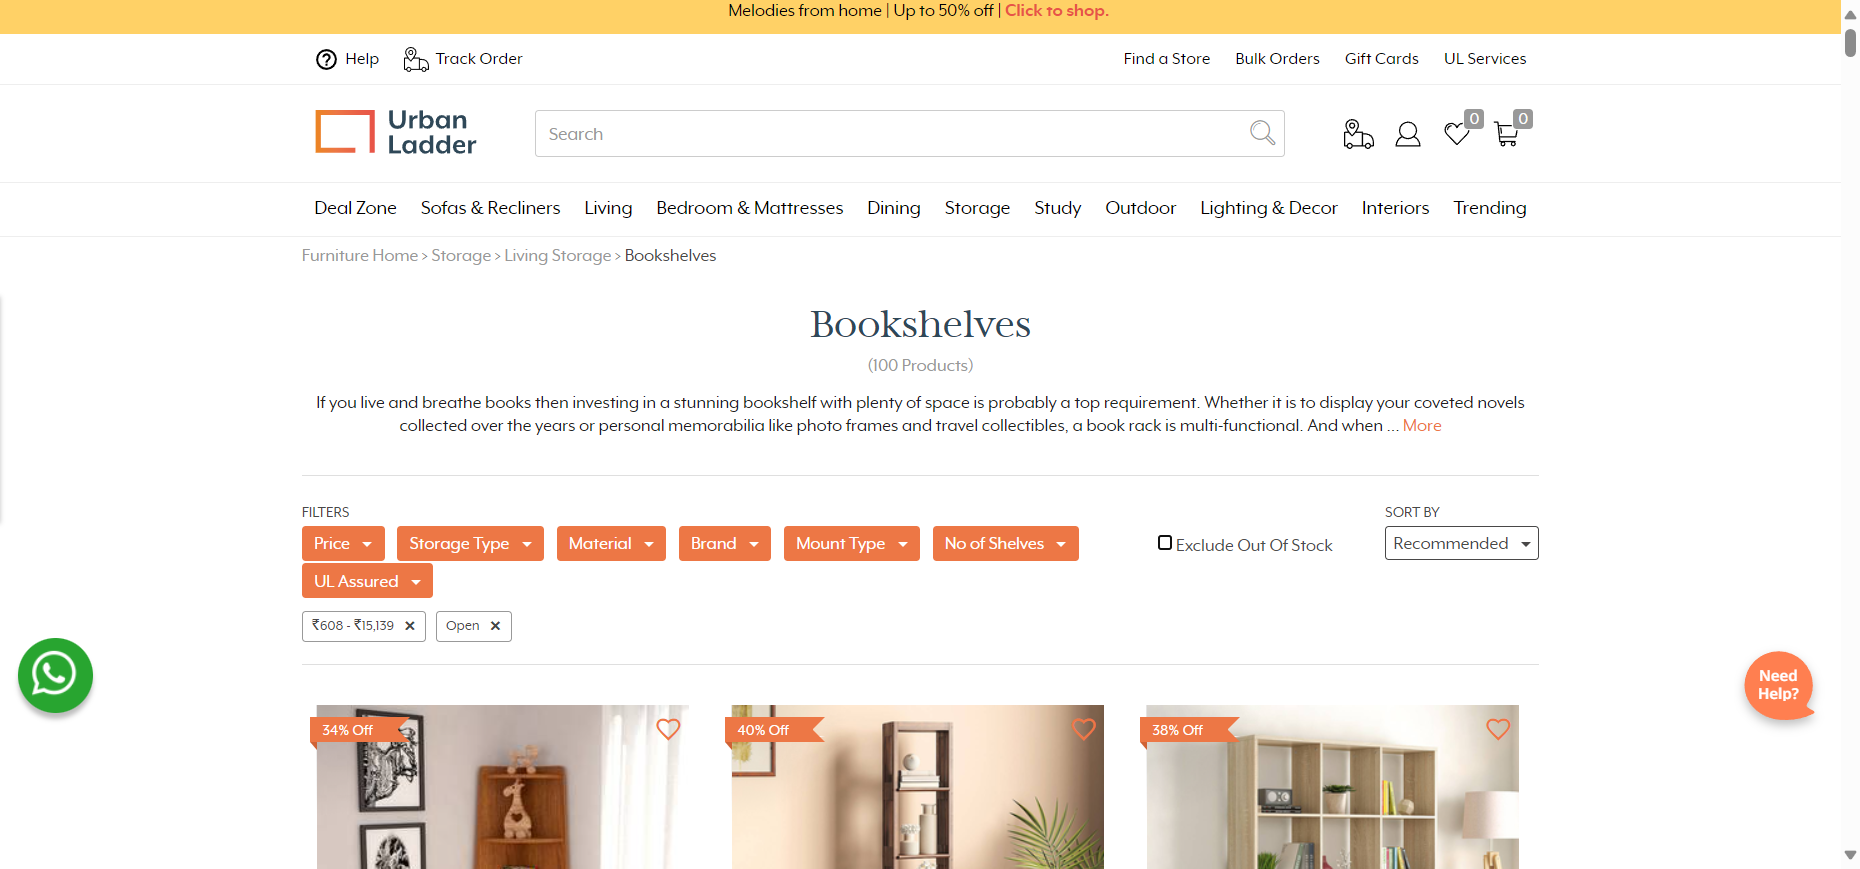 Melodies from home | Up to 50% off | Click to shop.
Help Track Order Find a Store Bulk Orders Gift Cards UL Services
Urban
Ladder
Search
0 0
Deal Zone Sofas & Recliners Living Bedroom & Mattresses Dining Storage Study Outdoor Lighting & Decor Interiors Trending
Furniture Home > Storage > Living Storage > Bookshelves
Bookshelves
(100 Products)
If you live and breathe books then investing in a stunning bookshelf with plenty of space is probably a top requirement. Whether it is to display your coveted novels
collected over the years or personal memorabilia like photo frames and travel collectibles, a book rack is multi-functional. And when ... More
FILTERS SORT BY
Price Storage Type Material Brand Mount Type No of Shelves Exclude Out Of Stock Recommended
UL Assured
₹608 - ₹15,139 ✕ Open ✕
Need
Help?
34% Off 40% Off 38% Off